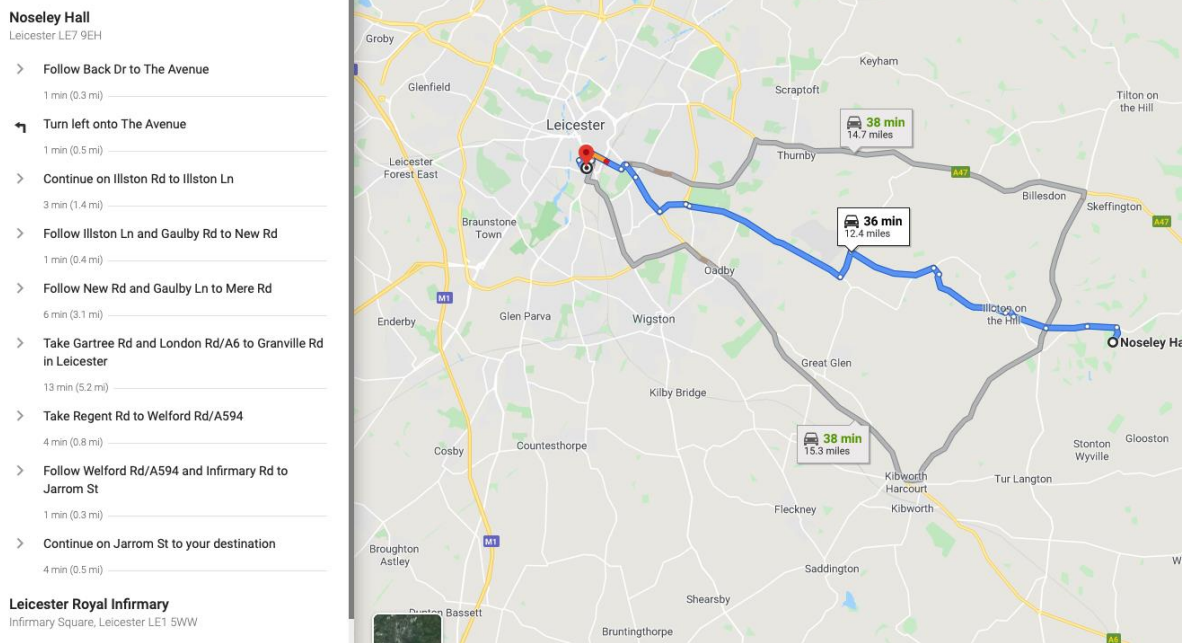 Noseley Hall
Leicester LE7 9EH
Follow Back Dr to The Avenue
1 min (0.3 mi)
Turn left onto The Avenue
1 min (0.5 mi)
Continue on Illston Rd to Illston Ln
3 min (1.4 mi)
Follow Illston Ln and Gaulby Rd to New Rd
1 min (0.4 mi)
Follow New Rd and Gaulby Ln to Mere Rd
6 min (3.1 mi)
Take Gartree Rd and London Rd/A6 to Granville Rd
in Leicester
13 min (5.2 mi)
Take Regent Rd to Welford Rd/A594
4 min (0.8 mi)
Follow Welford Rd/A594 and Infirmary Rd to
Jarrom St
1 min (0.3 mi)
Continue on Jarrom St to your destination
4 min (0.5 mi)
Leicester Royal Infirmary
Infirmary Square, Leicester LE1 5WW
Groby
Keyham
Glenfield
Scraptoft
Tilton on
the Hill
Leicester
38 min
14.7 miles
Thurnby
Leicester
Forest East
A47
Billesdon
Skeffington
A47
Braunstone
Town
36 min
12.4 miles
Oadby
M1
Enderby
Glen Parva
Wigston
Illston on
the Hill
Noseley Ha
Great Glen
Kilby Bridge
38 min
15.3 miles
Cosby
Countesthorpe
Stonton
Wyville
Glooston
Kibworth
Harcourt
Tur Langton
Fleckney
Kibworth
M1
Broughton
Astley
Saddington
W
Shearsby
Dunton Bassett
Bruntingthorpe
A6